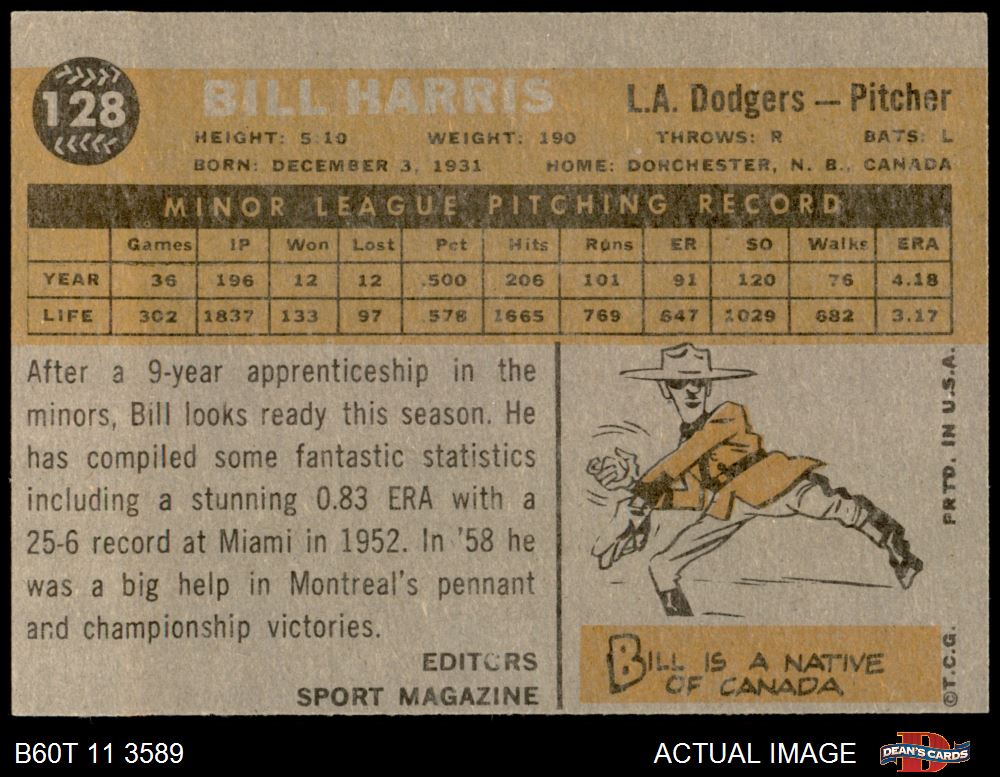 128
BILL HARRIS
L.A. Dodgers — Pitcher
HEIGHT: 5:10 WEIGHT: 190 THROWS: R BATS: L
BORN: DECEMBER 3, 1931 HOME: DORCHESTER, N. B., CANADA
MINOR LEAGUE PITCHING RECORD
Games IP Won Lost Pct Hits Runs ER SO Walks ERA
YEAR 36 196 12 12 .500 206 101 91 120 76 4.18
LIFE 302 1837 133 97 .578 1665 769 647 1029 682 3.17
After a 9-year apprenticeship in the
minors, Bill looks ready this season. He
has compiled some fantastic statistics
including a stunning 0.83 ERA with a
25-6 record at Miami in 1952. In '58 he
was a big help in Montreal's pennant
and championship victories.
EDITORS
SPORT MAGAZINE
BILL IS A NATIVE
OF CANADA
©T.C.G. PRTD. IN U.S.A.
B60T 11 3589
ACTUAL IMAGE
D
DEAN'S CARDS